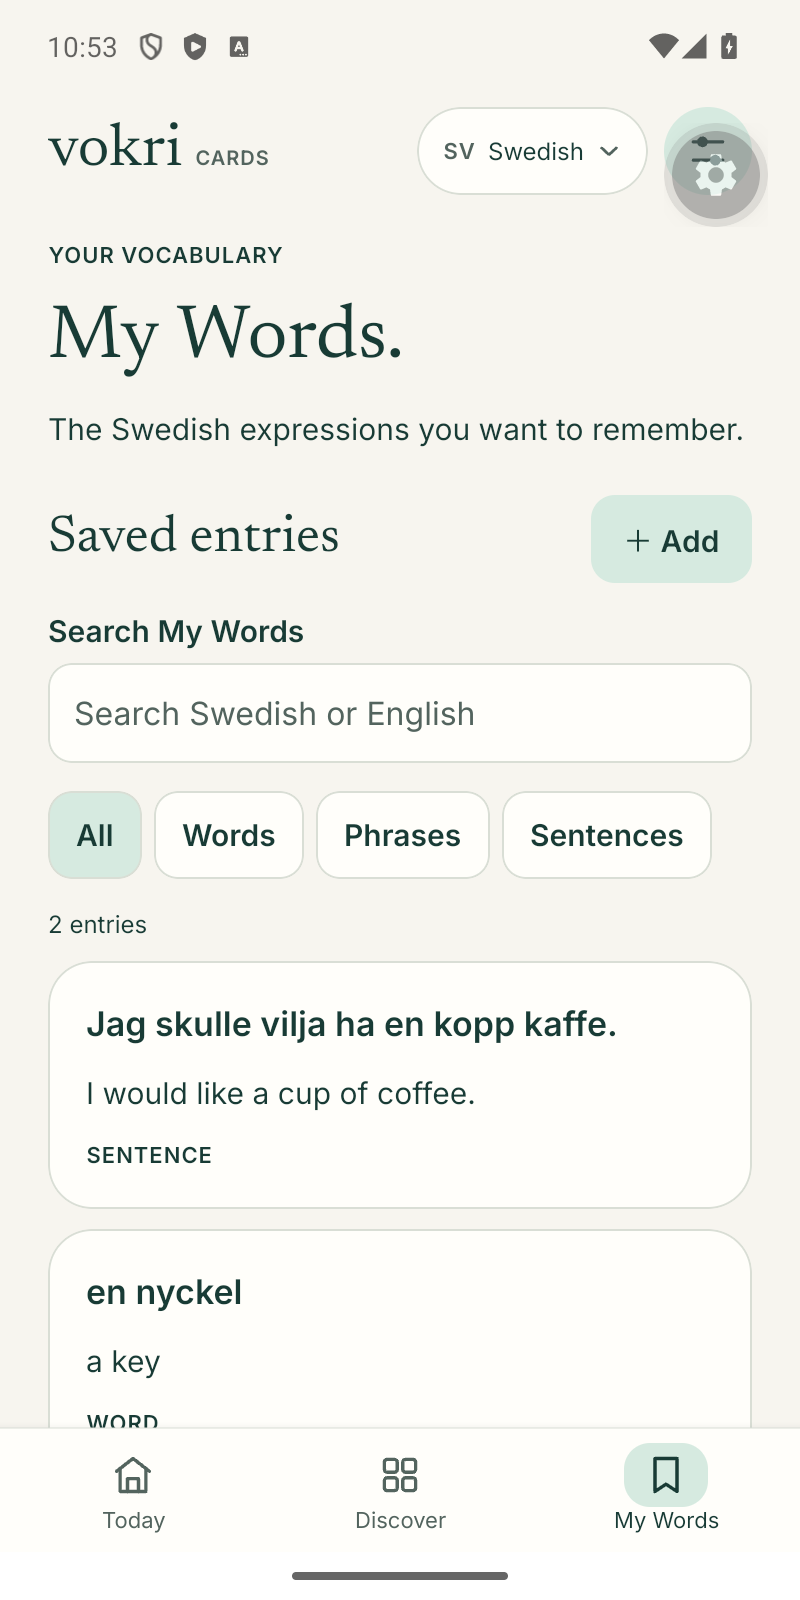 10:53
vokri CARDS
SV Swedish
YOUR VOCABULARY
My Words.
The Swedish expressions you want to remember.
Saved entries
+ Add
Search My Words
Search Swedish or English
All Words Phrases Sentences
2 entries
Jag skulle vilja ha en kopp kaffe.
I would like a cup of coffee.
SENTENCE
en nyckel
a key
WORD
Today Discover My Words